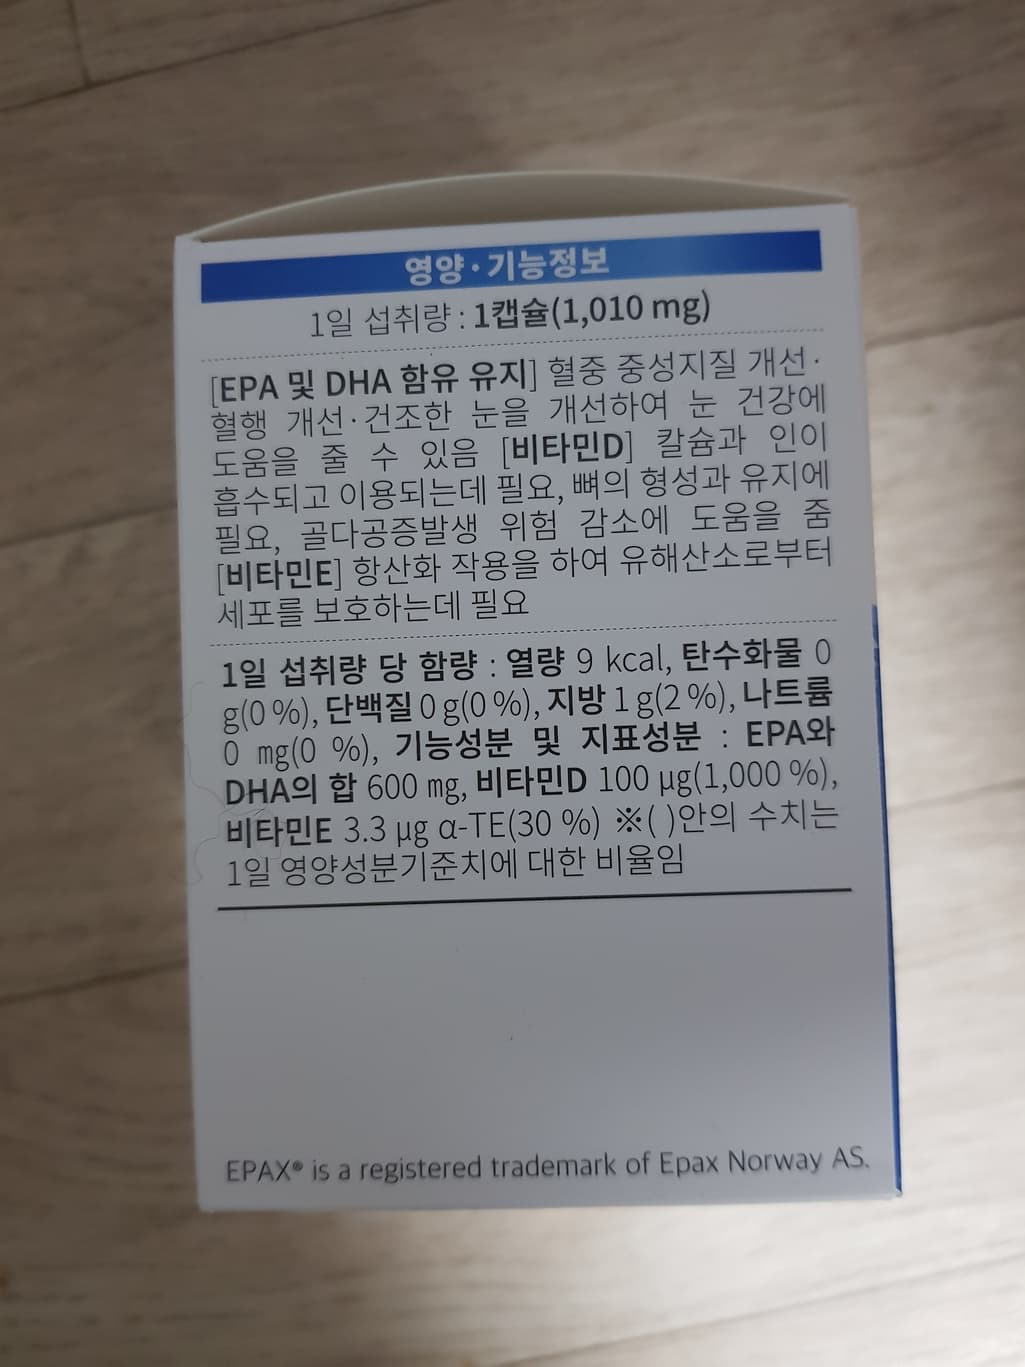 영양·기능정보
1일 섭취량 : 1캡슐(1,010 mg)
[EPA 및 DHA 함유 유지] 혈중 중성지질 개선·
혈행 개선·건조한 눈을 개선하여 눈 건강에
도움을 줄 수 있음 [비타민D] 칼슘과 인이
흡수되고 이용되는데 필요, 뼈의 형성과 유지에
필요, 골다공증발생 위험 감소에 도움을 줌
[비타민E] 항산화 작용을 하여 유해산소로부터
세포를 보호하는데 필요
1일 섭취량 당 함량 : 열량 9 kcal, 탄수화물 0
g(0 %), 단백질 0 g(0 %), 지방 1 g(2 %), 나트륨
0 mg(0 %), 기능성분 및 지표성분 : EPA와
DHA의 합 600 mg, 비타민D 100 μg(1,000 %),
비타민E 3.3 μg α-TE(30 %) ※( )안의 수치는
1일 영양성분기준치에 대한 비율임
EPAX® is a registered trademark of Epax Norway AS.